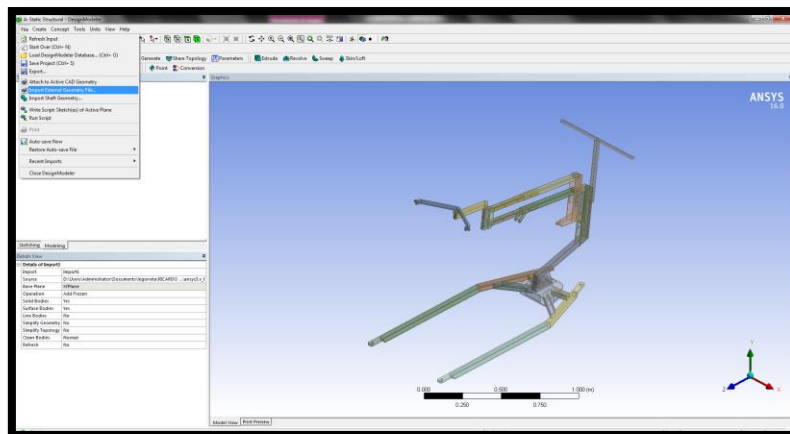 A: Static Structural - DesignModeler
File Create Concept Tools Units View Help
Refresh Input
Start Over (Ctrl+ N)
Load DesignModeler Database... (Ctrl+ O)
Save Project (Ctrl+ S)
Export...
Attach to Active CAD Geometry
Import External Geometry File...
Import Shaft Geometry...
Write Script: Sketch(es) of Active Plane
Run Script
Print
Auto-save Now
Restore Auto-save File
Recent Imports
Close DesignModeler
Generate Share Topology Parameters Extrude Revolve Sweep Skin/Loft
Point Conversion
Graphics
ANSYS
16.0
Sketching Modeling
Details View
Details of Import6
Import Import6
Source
Base Plane XYPlane
Operation Add Frozen
Solid Bodies Yes
Surface Bodies Yes
Line Bodies No
Simplify Geometry No
Simplify Topology No
Clean Bodies Normal
Refresh No
0.000 0.500 1.000 (m)
0.250 0.750
Y
Z X
Model View Print Preview